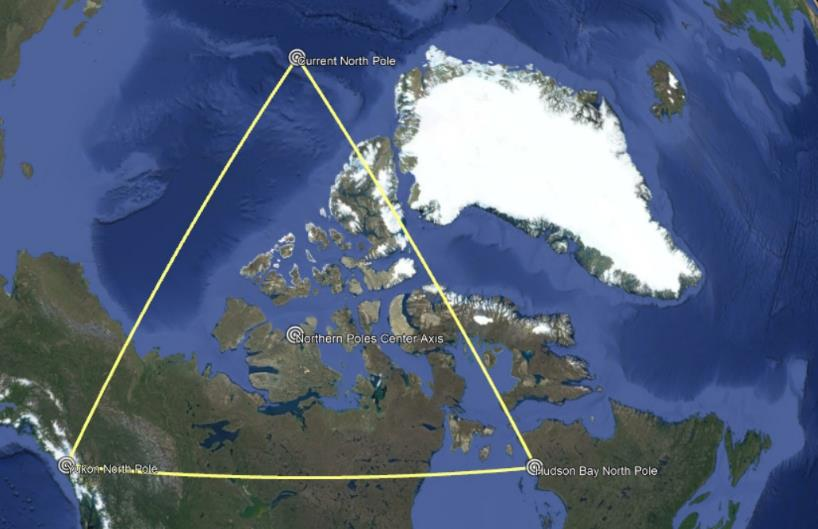 Current North Pole
Northern Poles Center Axis
Yukon North Pole
Hudson Bay North Pole